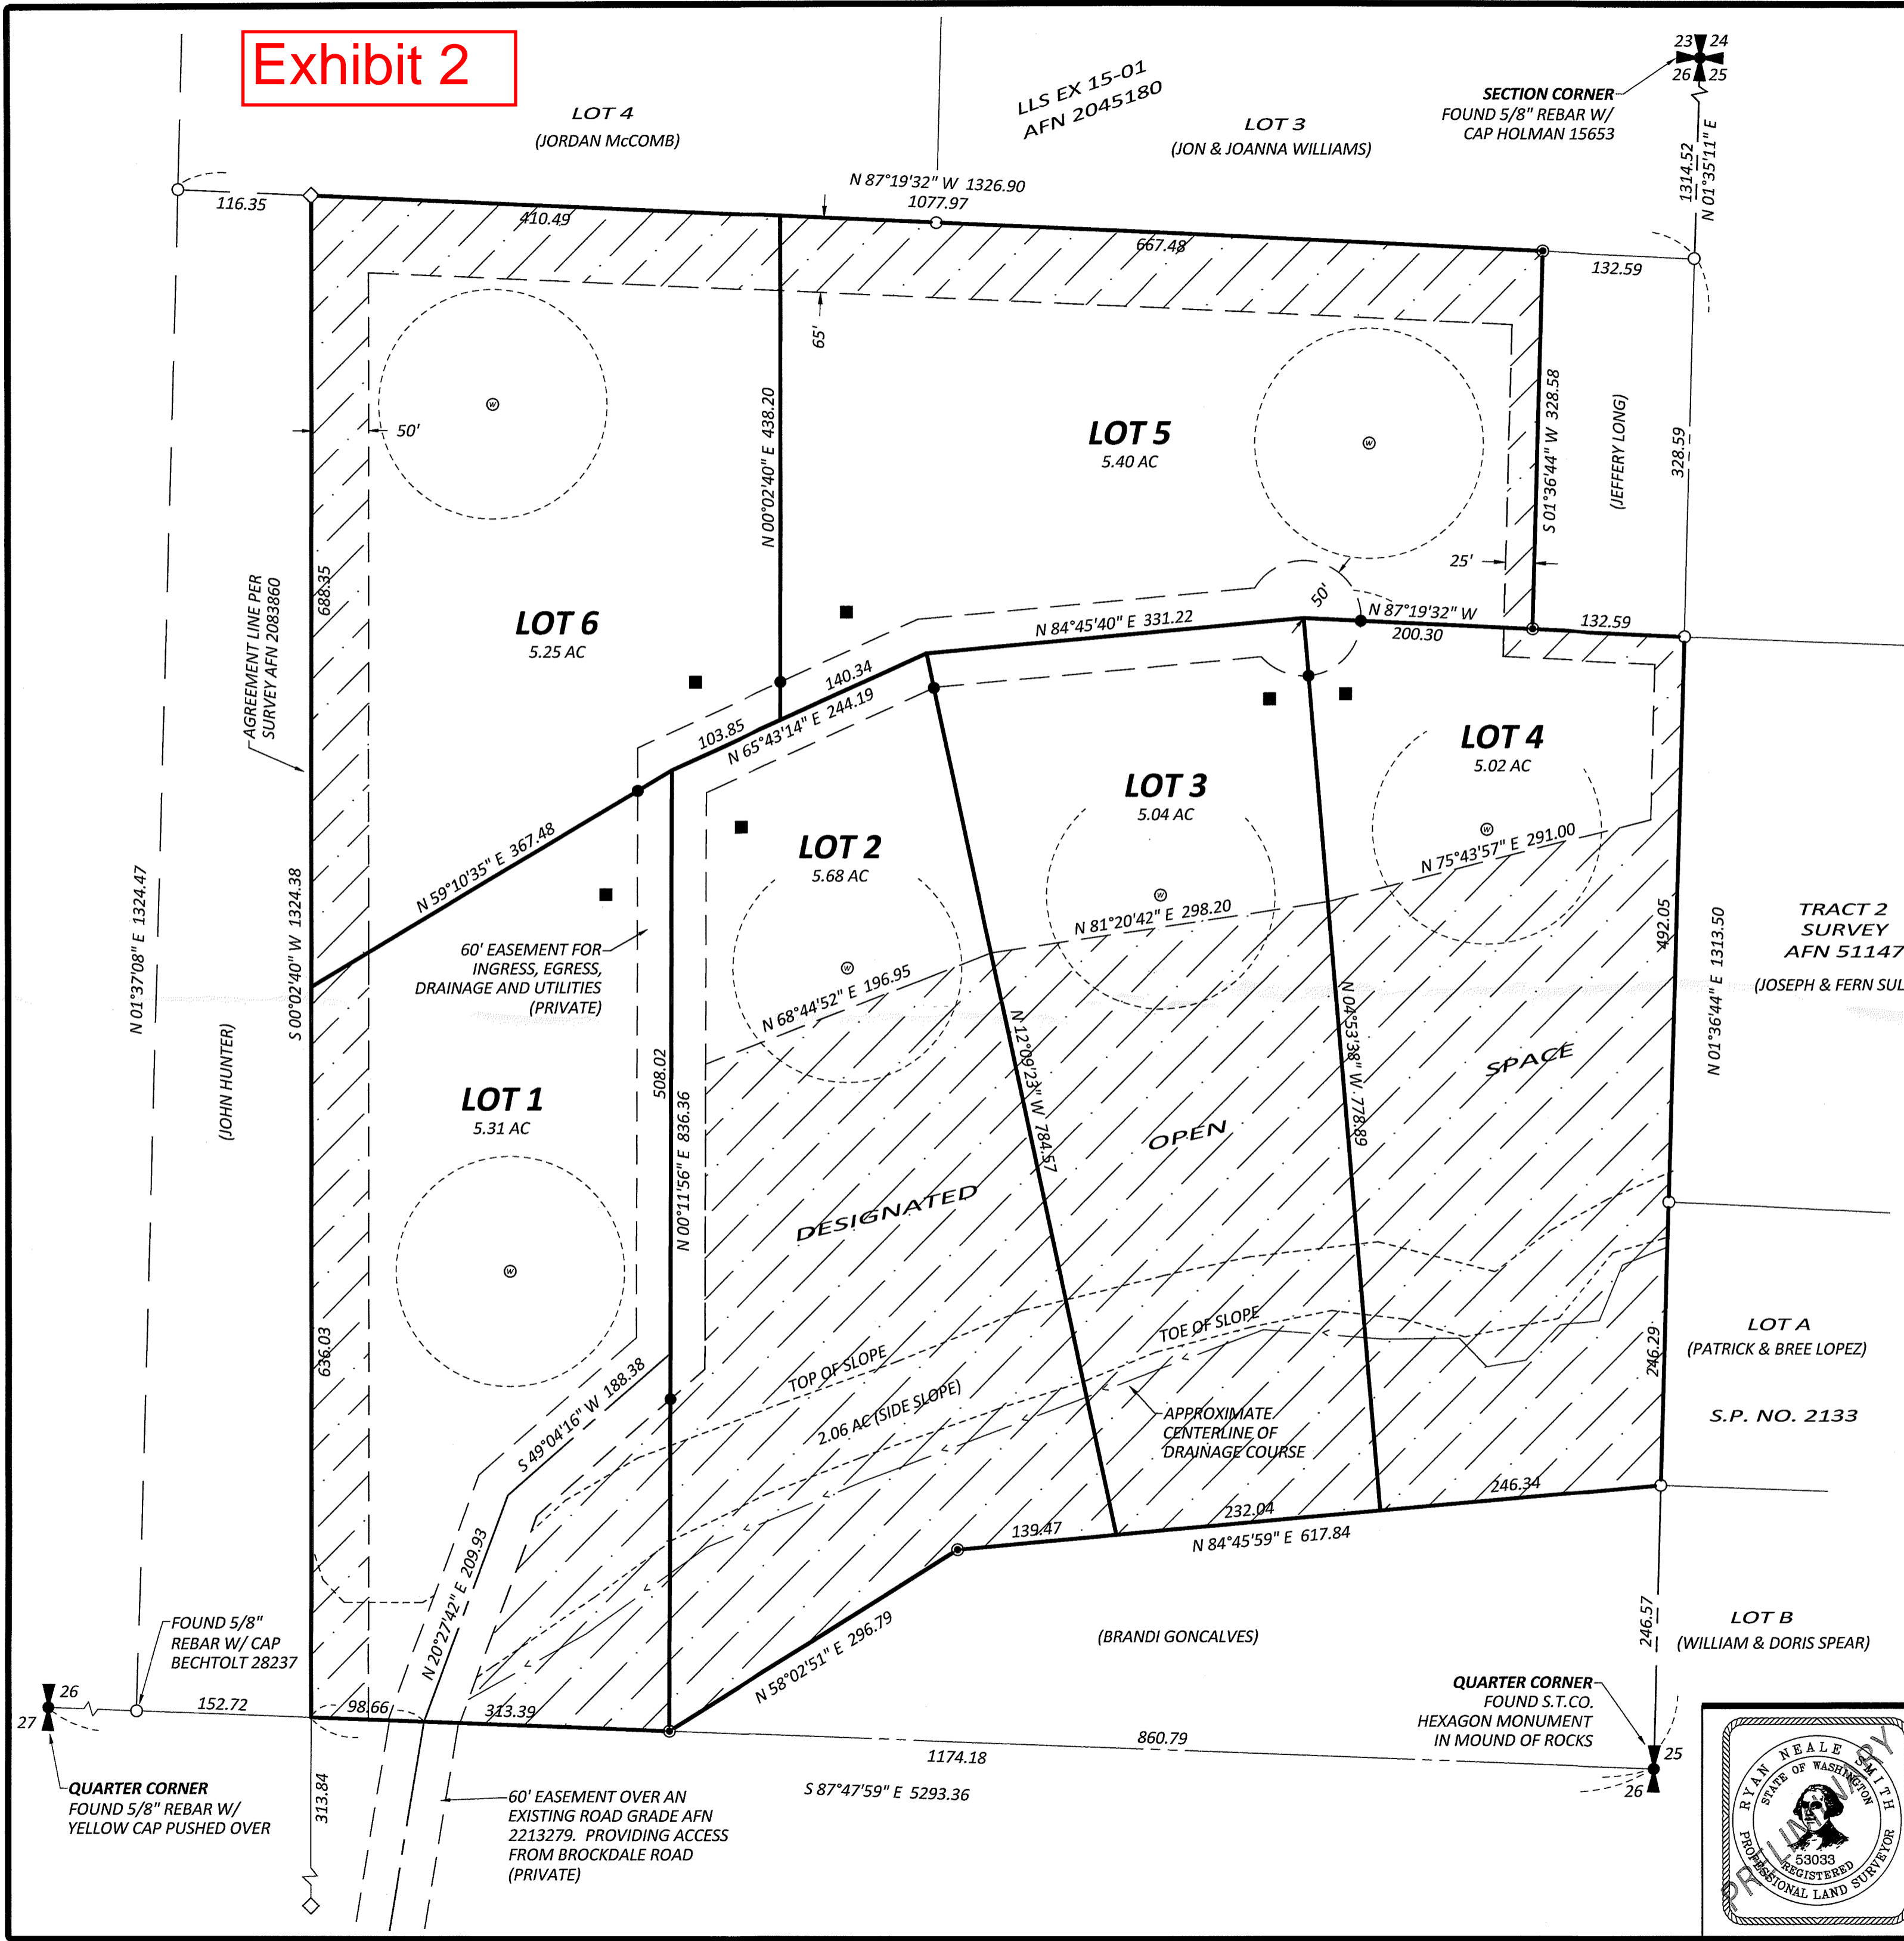 Exhibit 2
LOT 4
(JORDAN McCOMB)
LLS EX 15-01
AFN 2045180
LOT 3
(JON & JOANNA WILLIAMS)
23 24
26 25
SECTION CORNER
FOUND 5/8" REBAR W/
CAP HOLMAN 15653
1314.52
N 01°35'11" E
N 87°19'32" W 1326.90
1077.97
116.35
410.49
667.48
132.59
65'
50'
N 00°02'40" E 438.20
LOT 5
5.40 AC
W
W
S 01°36'44" W 328.58
(JEFFERY LONG)
328.59
25'
50'
AGREEMENT LINE PER
SURVEY AFN 2083860
688.35
LOT 6
5.25 AC
N 84°45'40" E 331.22
N 87°19'32" W
200.30
132.59
140.34
103.85
N 65°43'14" E 244.19
LOT 4
5.02 AC
LOT 3
5.04 AC
LOT 2
5.68 AC
W
W
W
N 59°10'35" E 367.48
N 75°43'57" E 291.00
N 81°20'42" E 298.20
N 68°44'52" E 196.95
N 01°37'08" E 1324.47
S 00°02'40" W 1324.38
60' EASEMENT FOR
INGRESS, EGRESS,
DRAINAGE AND UTILITIES
(PRIVATE)
492.05
N 01°36'44" E 1313.50
TRACT 2
SURVEY
AFN 51147
(JOSEPH & FERN SUL
(JOHN HUNTER)
LOT 1
5.31 AC
W
508.02
N 00°11'56" E 836.36
N 12°09'23" W 784.57
N 04°53'38" W 778.89
DESIGNATED
OPEN
SPACE
636.03
TOP OF SLOPE
TOE OF SLOPE
2.06 AC (SIDE SLOPE)
APPROXIMATE
CENTERLINE OF
DRAINAGE COURSE
246.29
LOT A
(PATRICK & BREE LOPEZ)
S.P. NO. 2133
S 49°04'16" W 188.38
N 20°27'42" E 209.93
139.47
232.04
246.34
N 84°45'59" E 617.84
N 58°02'51" E 296.79
(BRANDI GONCALVES)
246.57
LOT B
(WILLIAM & DORIS SPEAR)
FOUND 5/8"
REBAR W/ CAP
BECHTOLT 28237
26
27
152.72
98.66
313.39
860.79
1174.18
S 87°47'59" E 5293.36
QUARTER CORNER
FOUND S.T.CO.
HEXAGON MONUMENT
IN MOUND OF ROCKS
25
26
QUARTER CORNER
FOUND 5/8" REBAR W/
YELLOW CAP PUSHED OVER
313.84
60' EASEMENT OVER AN
EXISTING ROAD GRADE AFN
2213279. PROVIDING ACCESS
FROM BROCKDALE ROAD
(PRIVATE)
RYAN NEALE SMITH
STATE OF WASHINGTON
53033
REGISTERED
PROFESSIONAL LAND SURVEYOR
PRELIMINARY